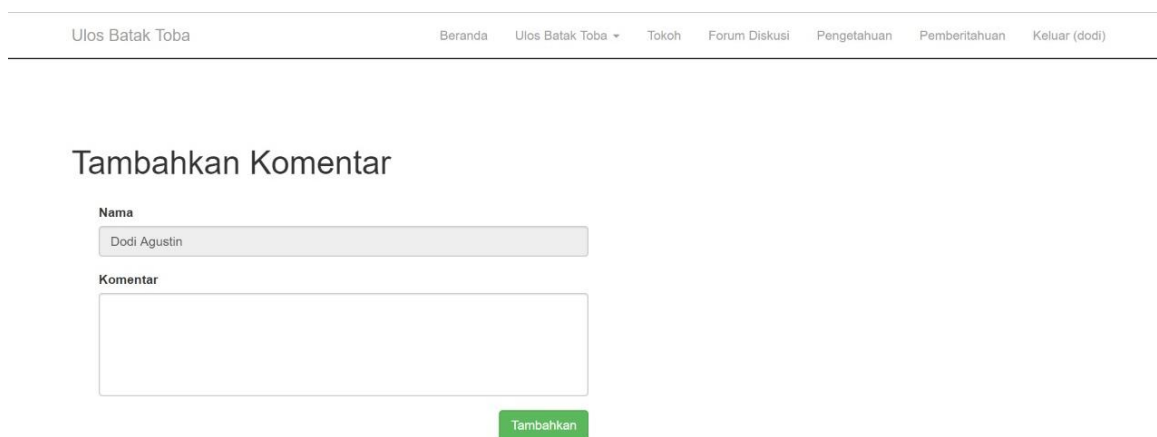 Ulos Batak Toba Beranda Ulos Batak Toba Tokoh Forum Diskusi Pengetahuan Pemberitahuan Keluar (dodi)
Tambahkan Komentar
Nama
Dodi Agustin
Komentar
Tambahkan